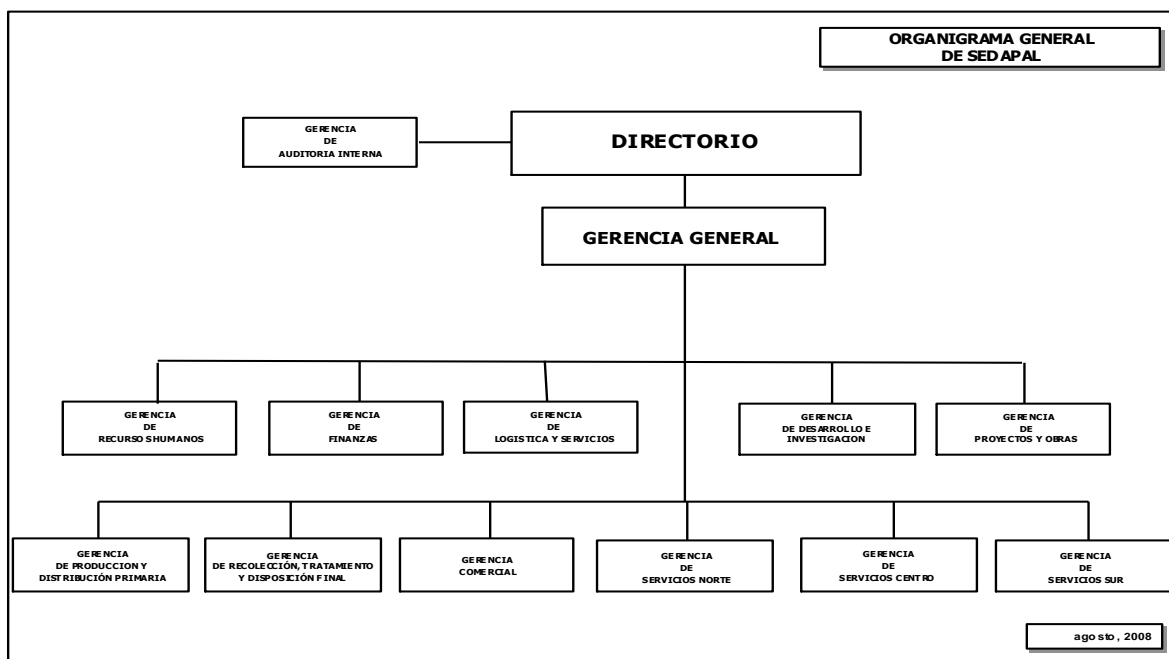 ORGANIGRAMA GENERAL
DE SEDAPAL
GERENCIA
DE
AUDITORIA INTERNA
DIRECTORIO
GERENCIA GENERAL
GERENCIA
DE
RECURSO SHUMANOS
GERENCIA
DE
FINANZAS
GERENCIA
DE
LOGISTICA Y SERVICIOS
GERENCIA
DE DESARROLLO E
INVESTIGACION
GERENCIA
DE
PROYECTOS Y OBRAS
GERENCIA
DE PRODUCCION Y
DISTRIBUCIÓN PRIMARIA
GERENCIA
DE RECOLECCIÓN, TRATAMIENTO
Y DISPOSICIÓN FINAL
GERENCIA
COMERCIAL
GERENCIA
DE
SERVICIOS NORTE
GERENCIA
DE
SERVICIOS CENTRO
GERENCIA
DE
SERVICIOS SUR
agosto, 2008